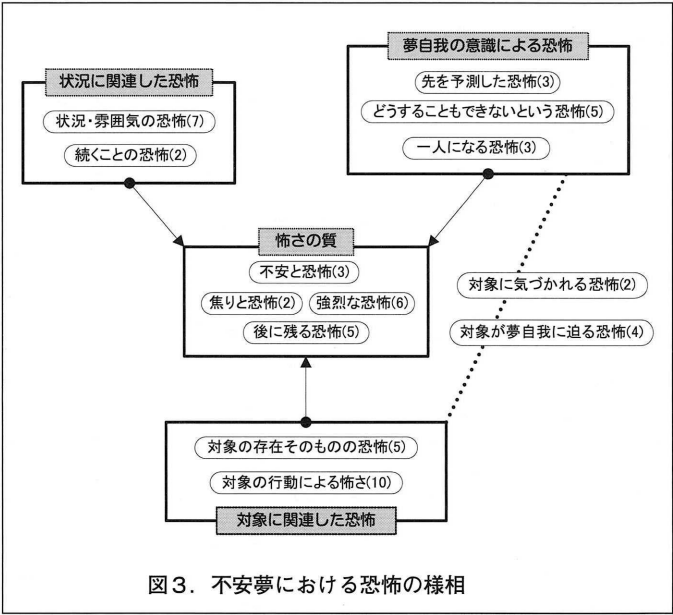 状況に関連した恐怖
状況・雰囲気の恐怖(7)
続くことの恐怖(2)
夢自我の意識による恐怖
先を予測した恐怖(3)
どうすることもできないという恐怖(5)
一人になる恐怖(3)
怖さの質
不安と恐怖(3)
焦りと恐怖(2) 強烈な恐怖(6)
後に残る恐怖(5)
対象に気づかれる恐怖(2)
対象が夢自我に迫る恐怖(4)
対象の存在そのものの恐怖(5)
対象の行動による怖さ(10)
対象に関連した恐怖
図3．不安夢における恐怖の様相